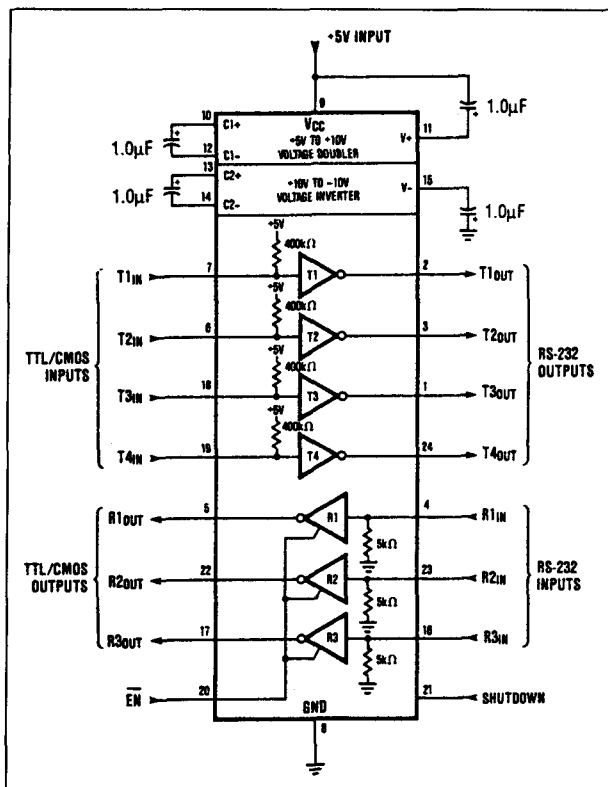 +5V INPUT
9
VCC
+5V TO +10V
VOLTAGE DOUBLER
10
C1+
1.0µF
12
C1-
11
V+
1.0µF
13
C2+
1.0µF
14
C2-
+10V TO -10V
VOLTAGE INVERTER
15
V-
1.0µF
+5V
400kΩ
7
T1IN
T1
2
T1OUT
+5V
400kΩ
6
T2IN
T2
3
T2OUT
TTL/CMOS
INPUTS
RS-232
OUTPUTS
+5V
400kΩ
18
T3IN
T3
1
T3OUT
+5V
400kΩ
19
T4IN
T4
24
T4OUT
R1OUT
5
R1
4
R1IN
5kΩ
TTL/CMOS
OUTPUTS
R2OUT
22
R2
23
R2IN
RS-232
INPUTS
5kΩ
R3OUT
17
R3
16
R3IN
5kΩ
EN
20
GND
21
SHUTDOWN
8